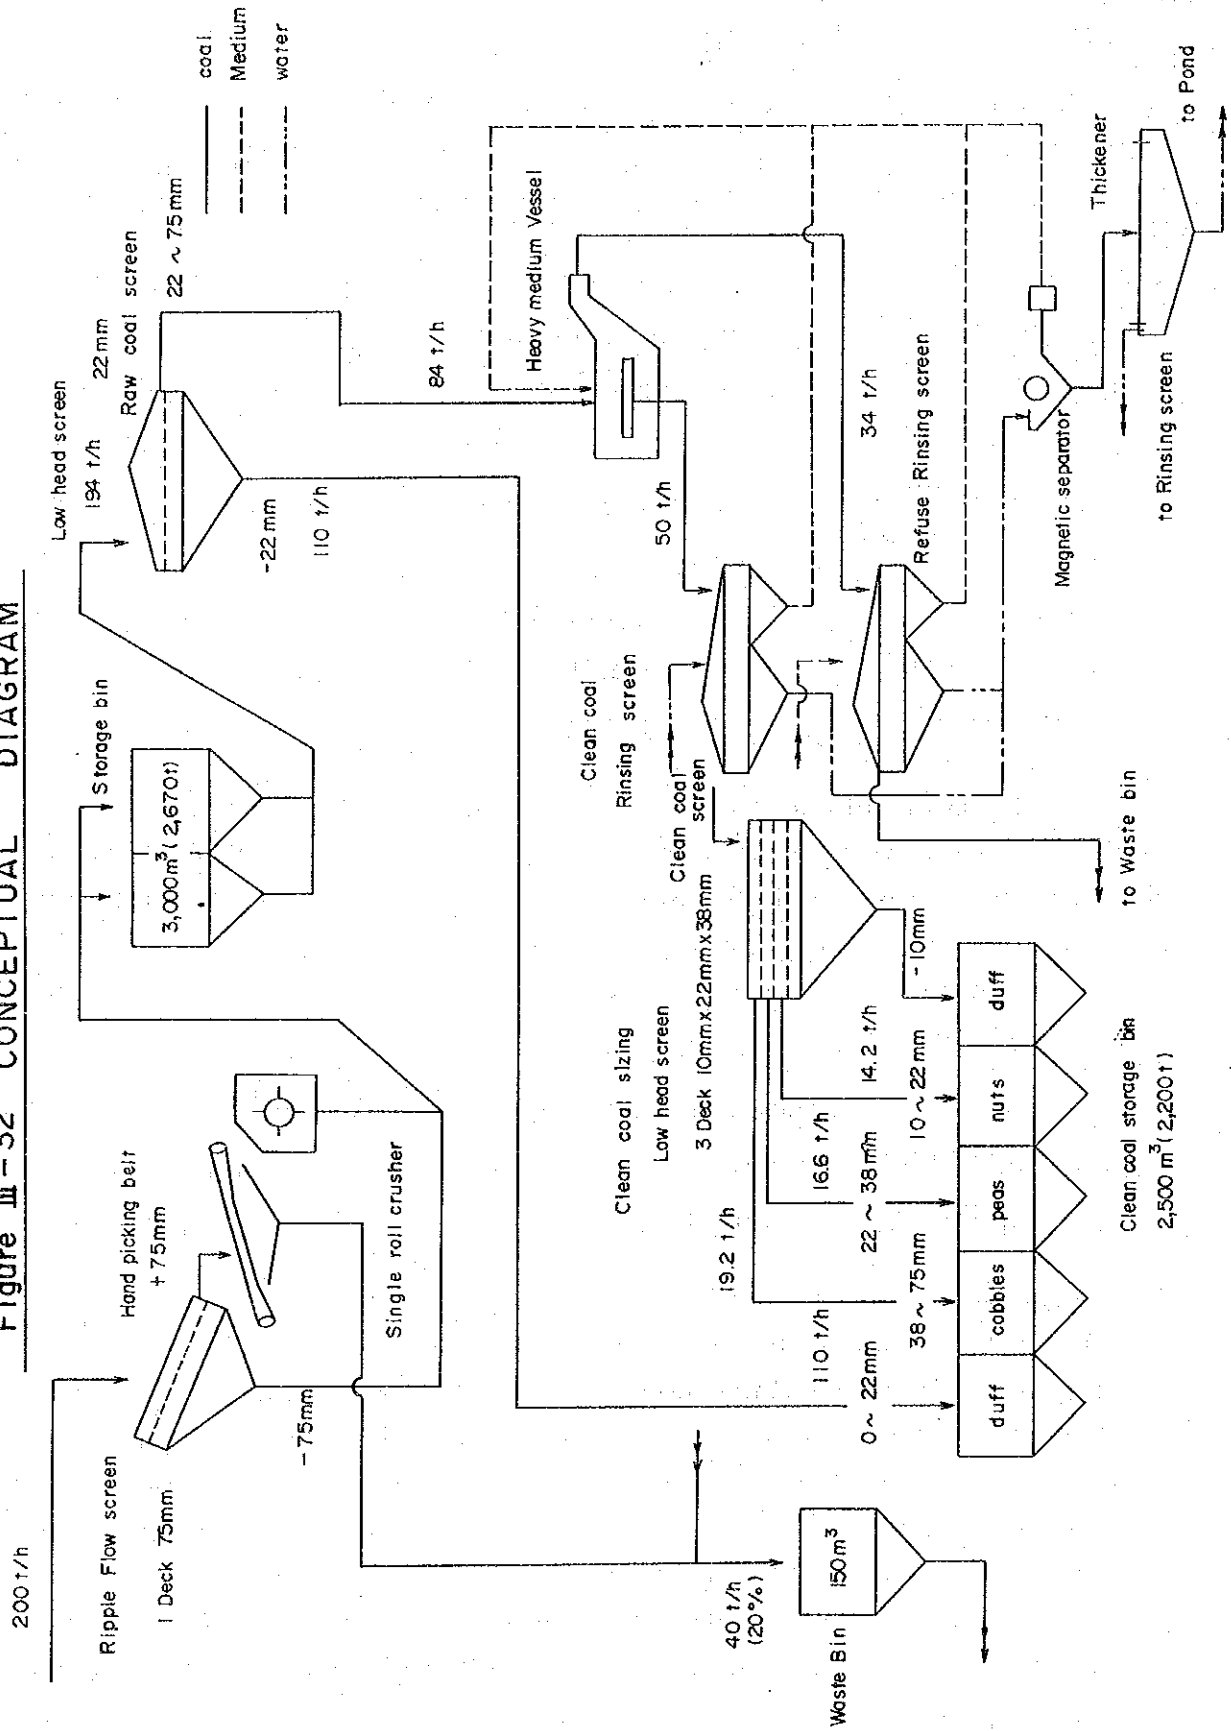 Figure III-32 CONCEPTUAL DIAGRAM
200 t/h
Ripple Flow screen
1 Deck 75mm
-75mm
Hand picking belt
+75mm
Single roll crusher
Storage bin
3,000m³(2,670t)
Low head screen
194 t/h
22mm
Raw coal screen
22 ~ 75mm
-22mm
110 t/h
coal
Medium
water
84 t/h
Heavy medium Vessel
50 t/h
34 t/h
Clean coal
Rinsing screen
Refuse Rinsing screen
Magnetic separator
Thickener
to Pond
to Rinsing screen
Clean coal
screen
Clean coal sizing
Low head screen
3 Deck 10mmx22mmx38mm
19.2 t/h
16.6 t/h
14.2 t/h
-10mm
110 t/h
0 ~ 22mm
38 ~ 75mm
22 ~ 38mm
10 ~ 22mm
duff
cobbles
peas
nuts
duff
Clean coal storage bin
2,500 m³(2,200t)
to Waste bin
40 t/h
(20%)
Waste Bin
150m³